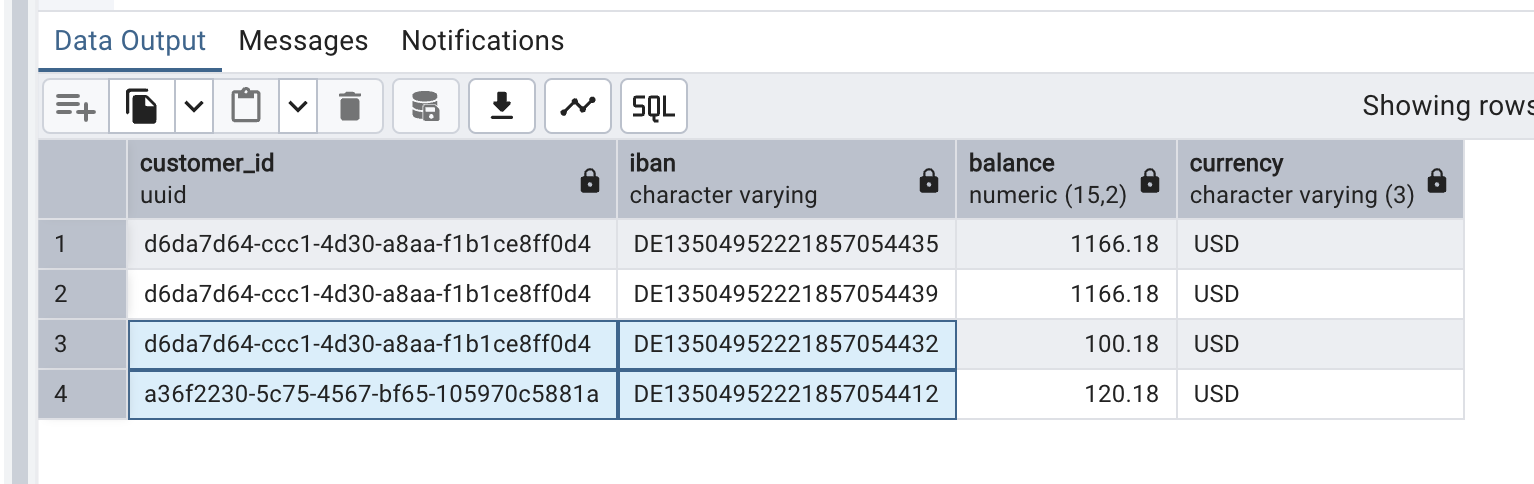 Data Output Messages Notifications
SQL Showing rows
customer_id iban balance currency
uuid character varying numeric (15,2) character varying (3)
1 d6da7d64-ccc1-4d30-a8aa-f1b1ce8ff0d4 DE13504952221857054435 1166.18 USD
2 d6da7d64-ccc1-4d30-a8aa-f1b1ce8ff0d4 DE13504952221857054439 1166.18 USD
3 d6da7d64-ccc1-4d30-a8aa-f1b1ce8ff0d4 DE13504952221857054432 100.18 USD
4 a36f2230-5c75-4567-bf65-105970c5881a DE13504952221857054412 120.18 USD